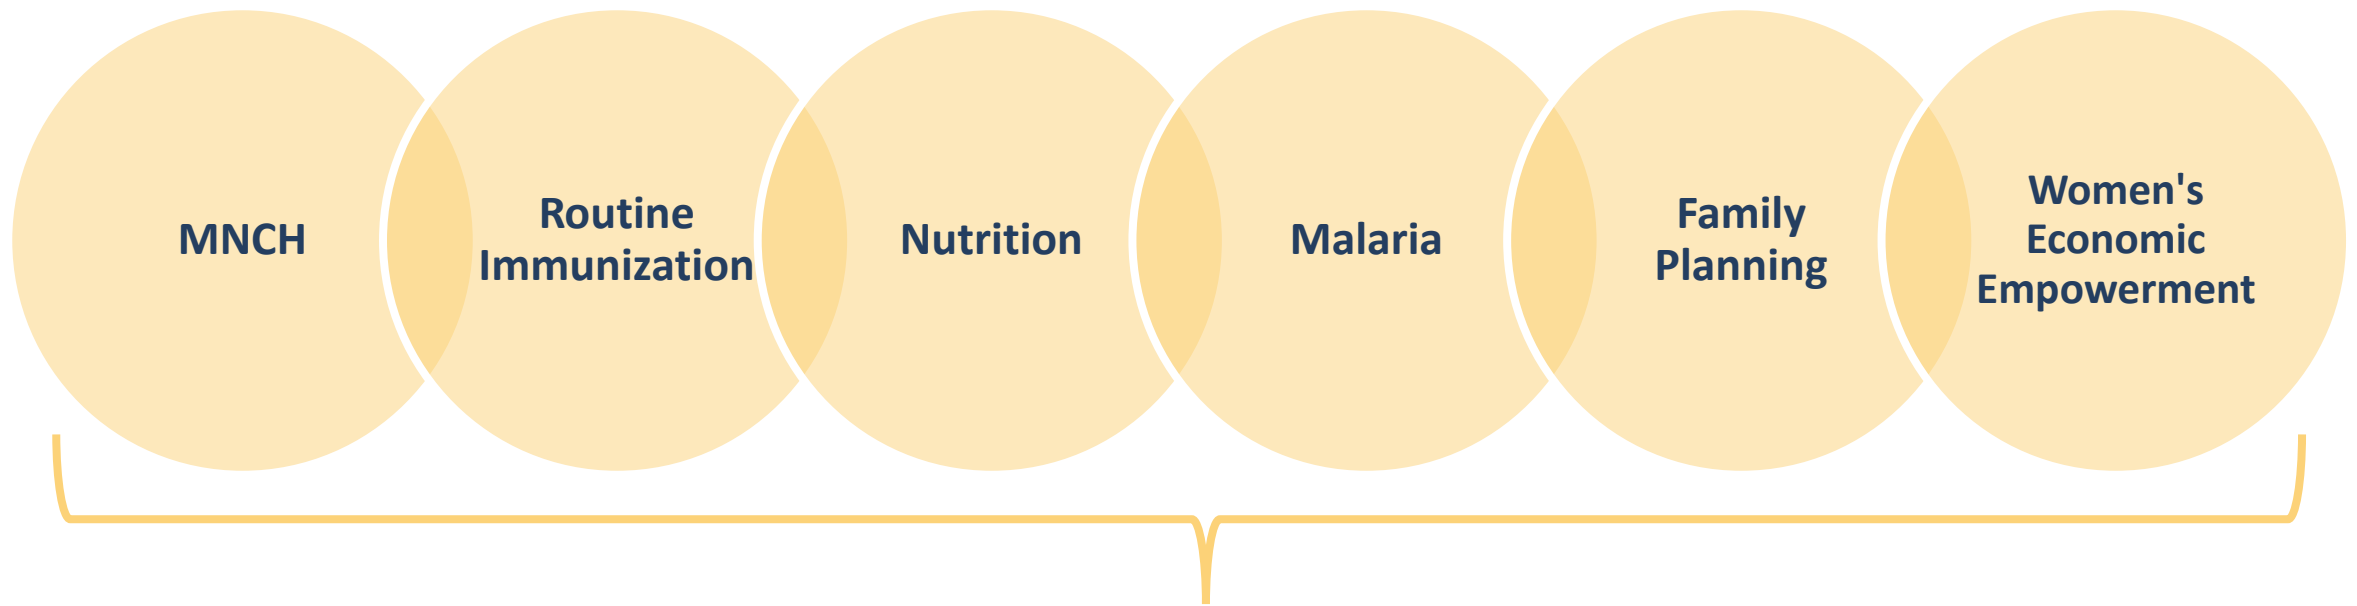 MNCH
Routine
Immunization
Nutrition
Malaria
Family
Planning
Women's
Economic
Empowerment